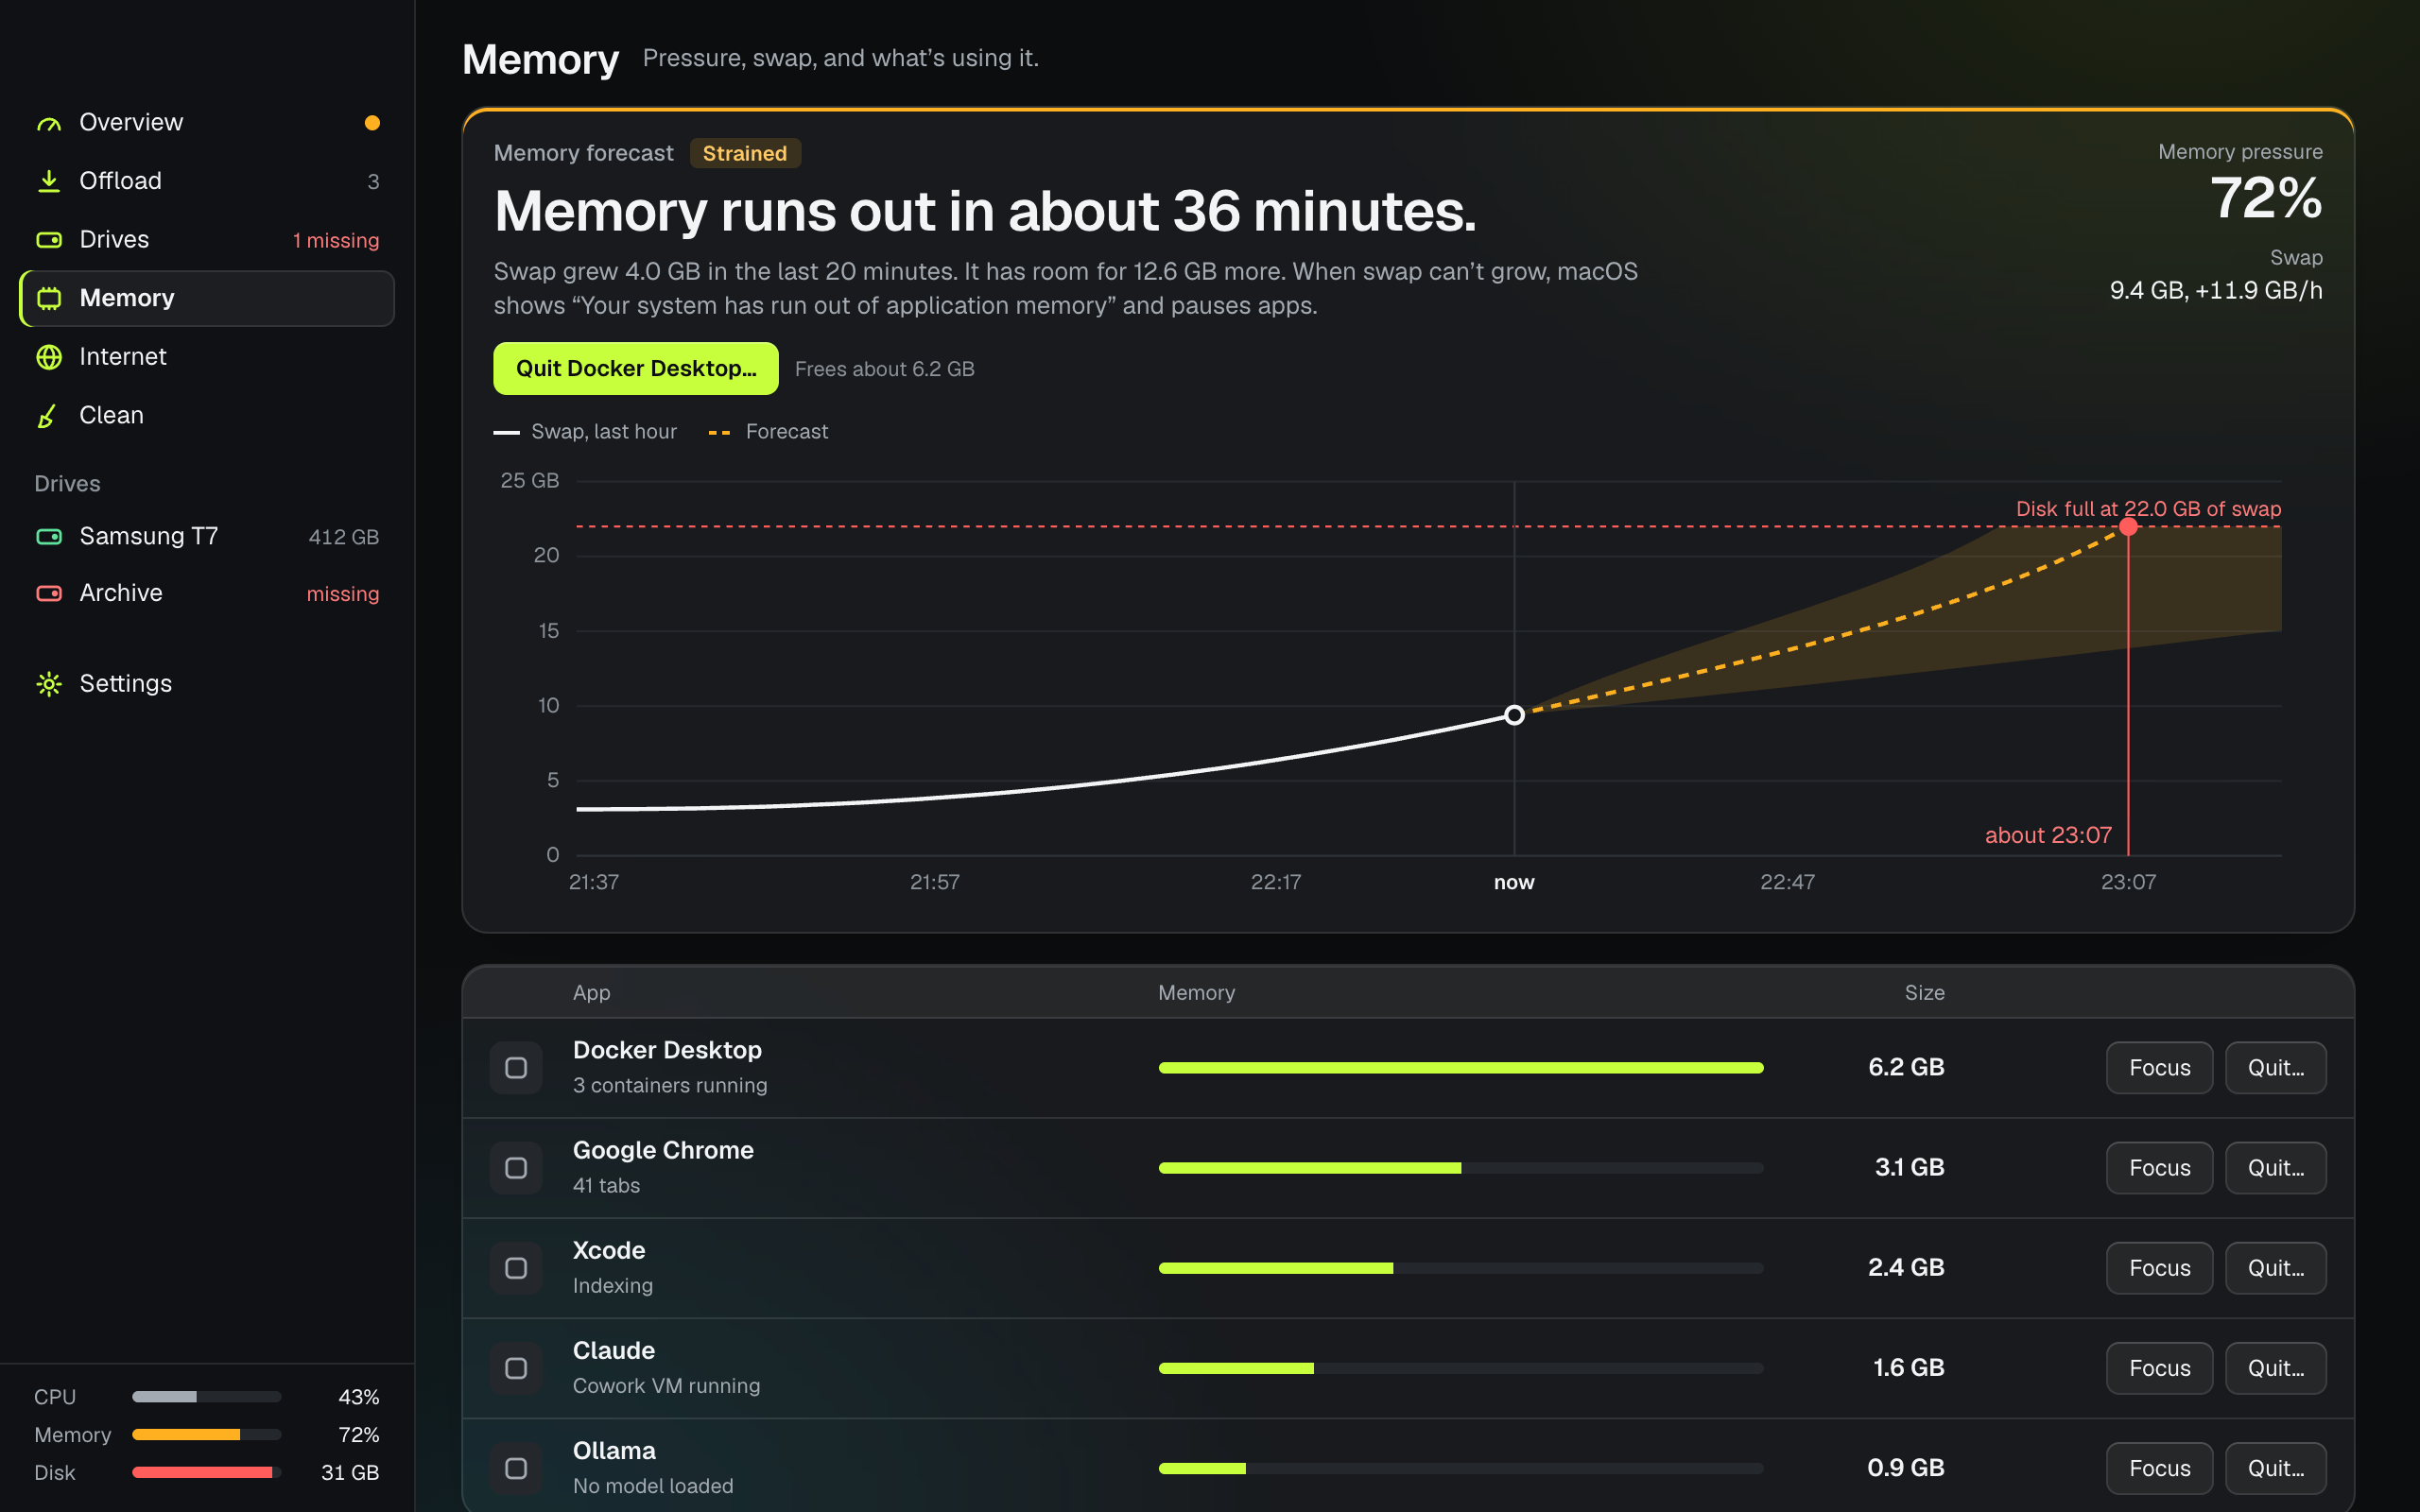 Overview
Offload
3
Drives
1 missing
Memory
Internet
Clean
Drives
Samsung T7
412 GB
Archive
missing
Settings
CPU
43%
Memory
72%
Disk
31 GB
Memory
Pressure, swap, and what’s using it.
Memory forecast
Strained
Memory runs out in about 36 minutes.
Swap grew 4.0 GB in the last 20 minutes. It has room for 12.6 GB more. When swap can’t grow, macOS
shows “Your system has run out of application memory” and pauses apps.
Quit Docker Desktop…
Frees about 6.2 GB
Memory pressure
72%
Swap
9.4 GB, +11.9 GB/h
Swap, last hour
Forecast
25 GB
20
15
10
5
0
Disk full at 22.0 GB of swap
about 23:07
21:37
21:57
22:17
now
22:47
23:07
App
Memory
Size
Docker Desktop
3 containers running
6.2 GB
Focus
Quit…
Google Chrome
41 tabs
3.1 GB
Focus
Quit…
Xcode
Indexing
2.4 GB
Focus
Quit…
Claude
Cowork VM running
1.6 GB
Focus
Quit…
Ollama
No model loaded
0.9 GB
Focus
Quit…